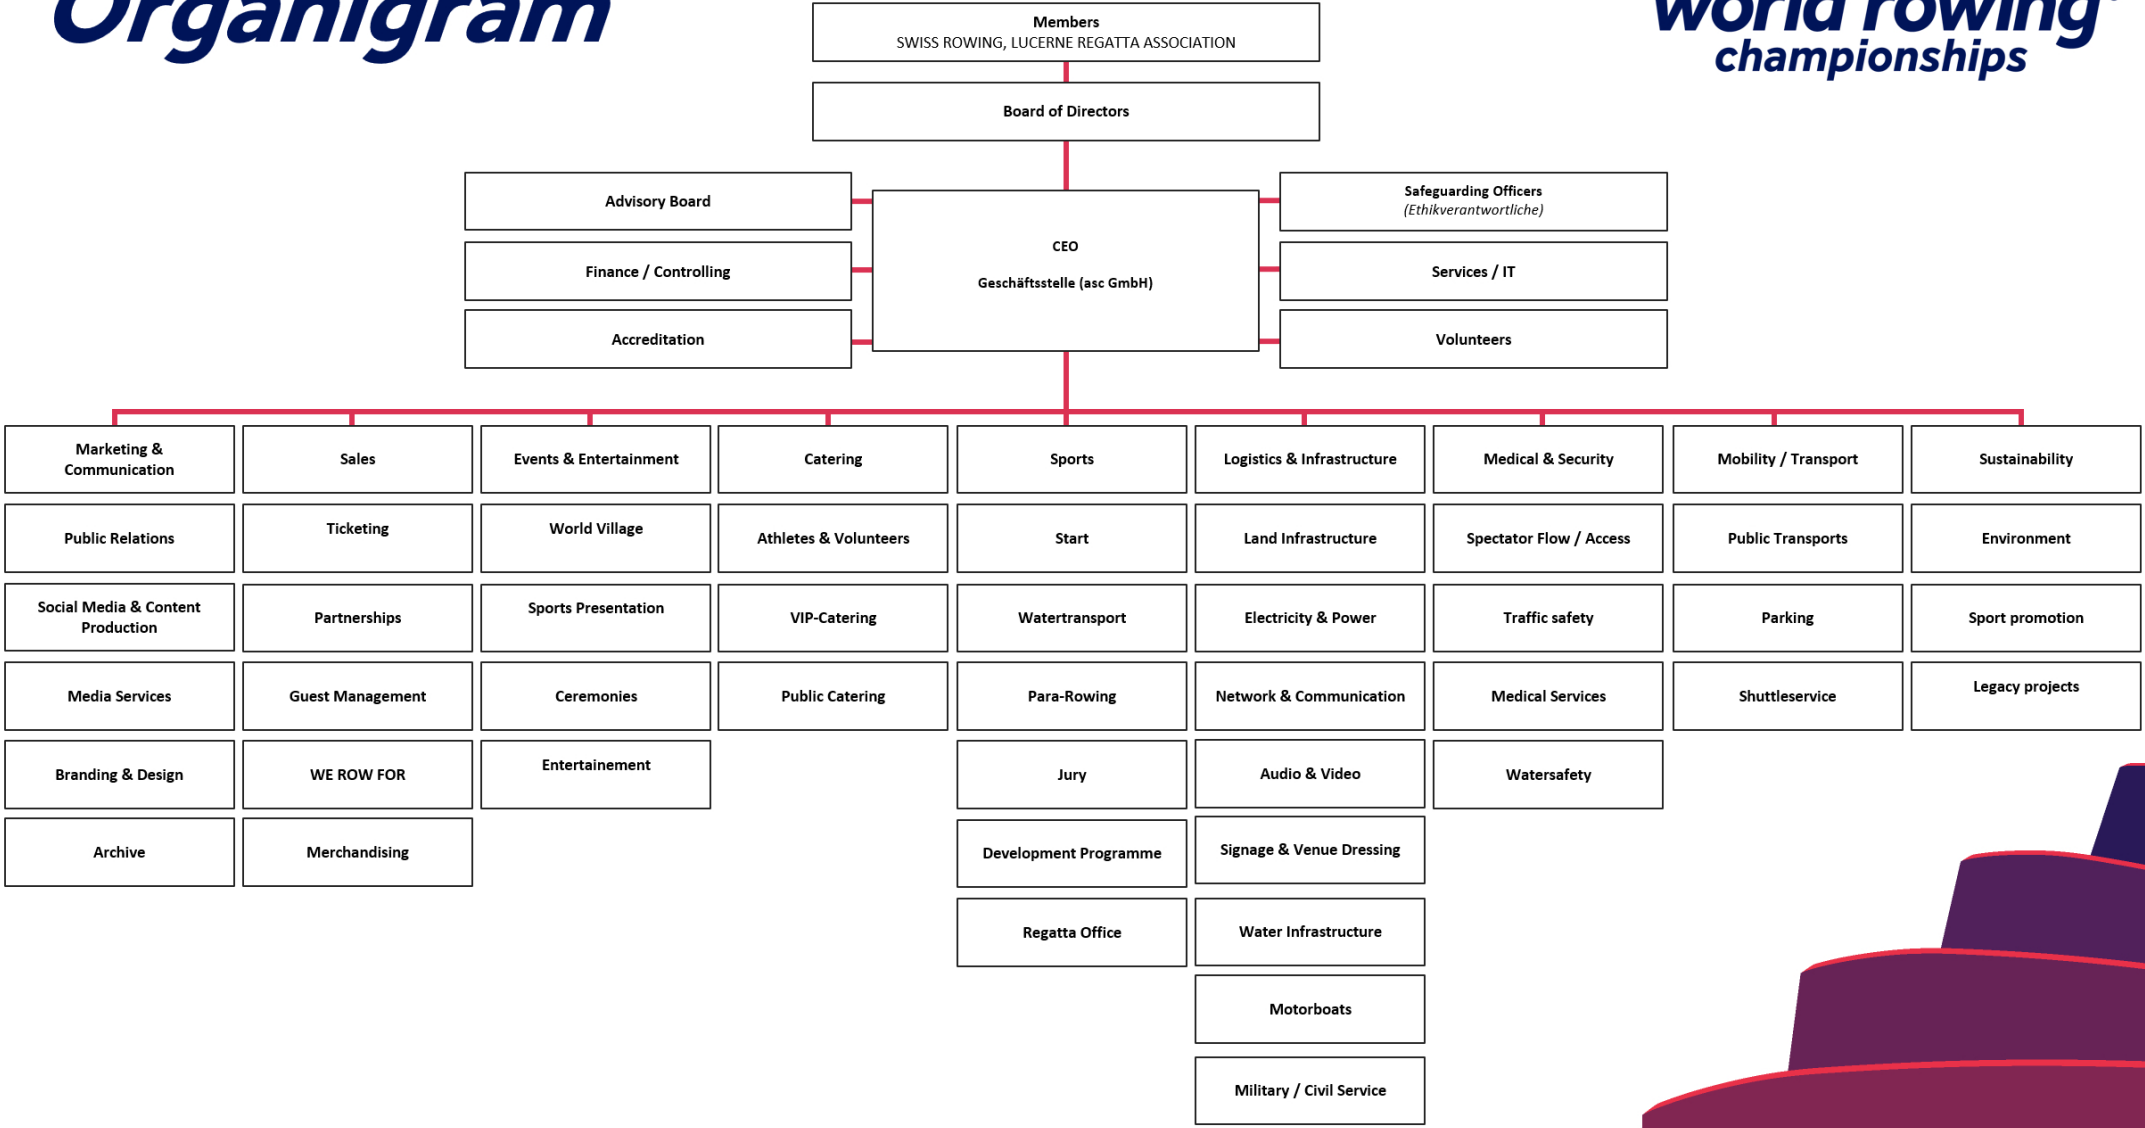 Organigram
world rowing
championships
Members
SWISS ROWING, LUCERNE REGATTA ASSOCIATION
Board of Directors
Advisory Board
Finance / Controlling
Accreditation
CEO
Geschäftsstelle (asc GmbH)
Safeguarding Officers
(Ethikverantwortliche)
Services / IT
Volunteers
Marketing &
Communication
Public Relations
Social Media & Content
Production
Media Services
Branding & Design
Archive
Sales
Ticketing
Partnerships
Guest Management
WE ROW FOR
Merchandising
Events & Entertainment
World Village
Sports Presentation
Ceremonies
Entertainement
Catering
Athletes & Volunteers
VIP-Catering
Public Catering
Sports
Start
Watertransport
Para-Rowing
Jury
Development Programme
Regatta Office
Logistics & Infrastructure
Land Infrastructure
Electricity & Power
Network & Communication
Audio & Video
Signage & Venue Dressing
Water Infrastructure
Motorboats
Military / Civil Service
Medical & Security
Spectator Flow / Access
Traffic safety
Medical Services
Watersafety
Mobility / Transport
Public Transports
Parking
Shuttleservice
Sustainability
Environment
Sport promotion
Legacy projects